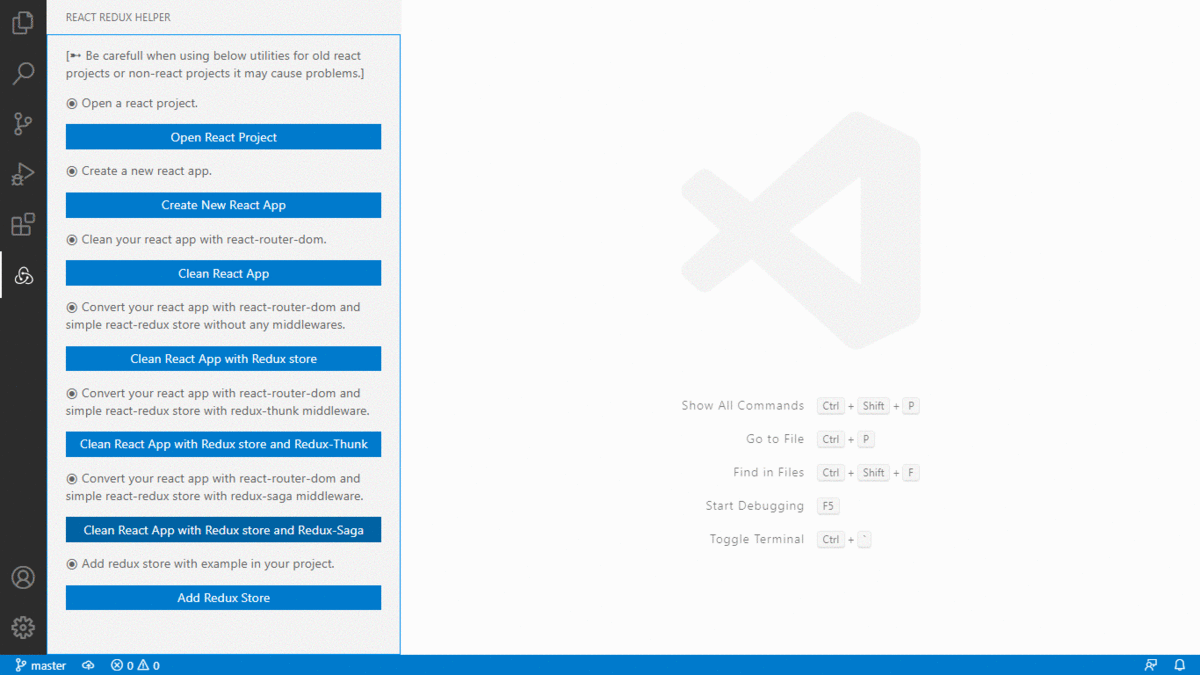 REACT REDUX HELPER
[➼ Be carefull when using below utilities for old react
projects or non-react projects it may cause problems.]
◉ Open a react project.
Open React Project
◉ Create a new react app.
Create New React App
◉ Clean your react app with react-router-dom.
Clean React App
◉ Convert your react app with react-router-dom and
simple react-redux store without any middlewares.
Clean React App with Redux store
◉ Convert your react app with react-router-dom and
simple react-redux store with redux-thunk middleware.
Clean React App with Redux store and Redux-Thunk
◉ Convert your react app with react-router-dom and
simple react-redux store with redux-saga middleware.
Clean React App with Redux store and Redux-Saga
◉ Add redux store with example in your project.
Add Redux Store
Show All Commands Ctrl + Shift + P
Go to File Ctrl + P
Find in Files Ctrl + Shift + F
Start Debugging F5
Toggle Terminal Ctrl + `
master 0 0